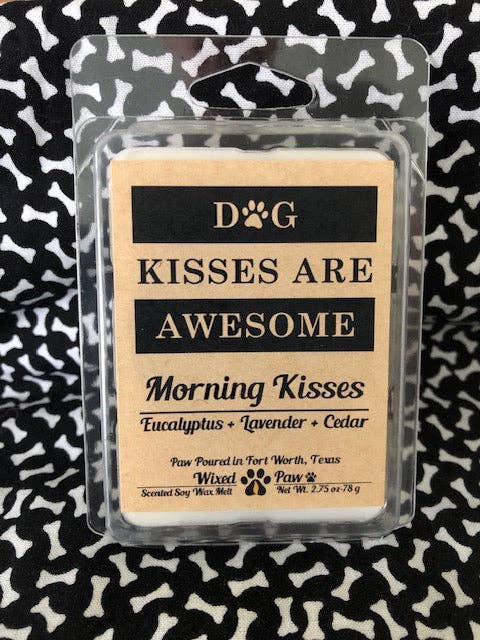 D🐾G
KISSES ARE
AWESOME
Morning Kisses
Eucalyptus + Lavender + Cedar
Paw Poured in Fort Worth, Texas
Wixed Paw
Scented Soy Wax Melt Net Wt. 2.75 oz-78 g